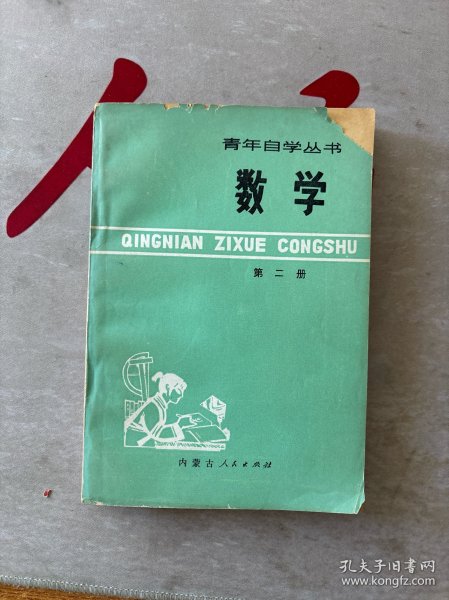 青年自学丛书
数学
QINGNIAN ZIXUE CONGSHU
第二册
内蒙古人民出版社
孔夫子旧书网
www.kongfz.com